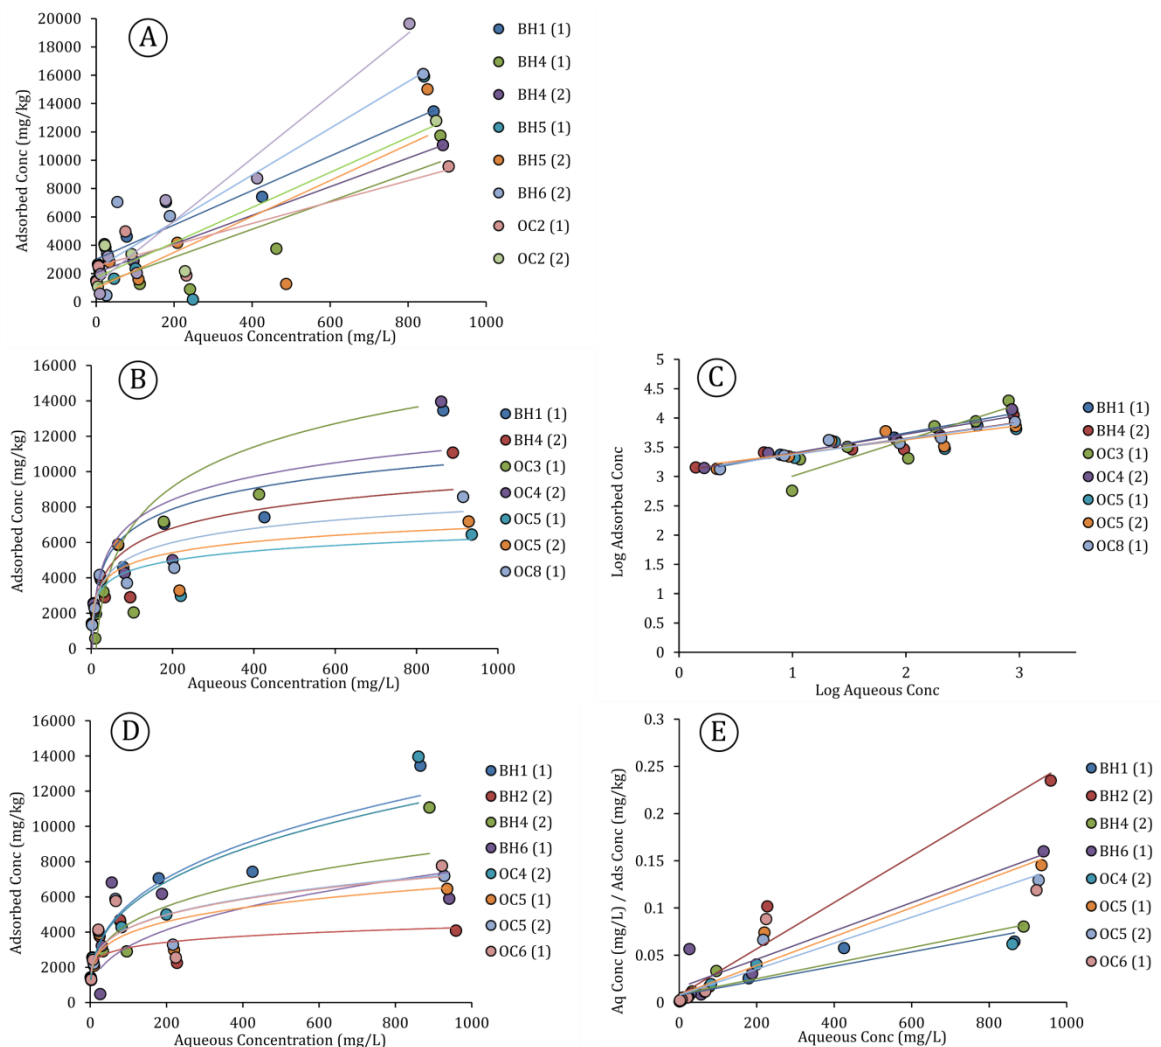 A
Adsorbed Conc (mg/kg)
20000
18000
16000
14000
12000
10000
8000
6000
4000
2000
0
0 200 400 600 800 1000
Aqueuos Concentration (mg/L)
BH1 (1)
BH4 (1)
BH4 (2)
BH5 (1)
BH5 (2)
BH6 (2)
OC2 (1)
OC2 (2)
B
Adsorbed Conc (mg/kg)
16000
14000
12000
10000
8000
6000
4000
2000
0
0 200 400 600 800 1000
Aqueous Concentration (mg/L)
BH1 (1)
BH4 (2)
OC3 (1)
OC4 (2)
OC5 (1)
OC5 (2)
OC8 (1)
C
Log Adsorbed Conc
5
4.5
4
3.5
3
2.5
2
1.5
1
0.5
0
0 1 2 3
Log Aqueous Conc
BH1 (1)
BH4 (2)
OC3 (1)
OC4 (2)
OC5 (1)
OC5 (2)
OC8 (1)
D
Adsorbed Conc (mg/kg)
16000
14000
12000
10000
8000
6000
4000
2000
0
0 200 400 600 800 1000
Aqueous Concentration (mg/L)
BH1 (1)
BH2 (2)
BH4 (2)
BH6 (1)
OC4 (2)
OC5 (1)
OC5 (2)
OC6 (1)
E
Aq Conc (mg/L) / Ads Conc (mg/kg)
0.3
0.25
0.2
0.15
0.1
0.05
0
0 200 400 600 800 1000
Aqueous Conc (mg/L)
BH1 (1)
BH2 (2)
BH4 (2)
BH6 (1)
OC4 (2)
OC5 (1)
OC5 (2)
OC6 (1)